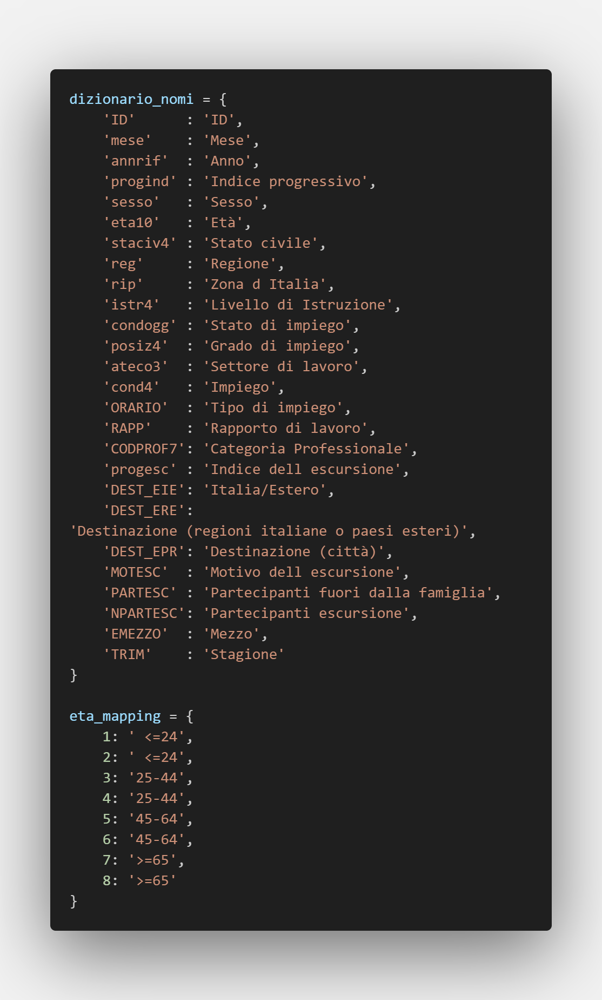 dizionario_nomi = {
    'ID'      : 'ID',
    'mese'    : 'Mese',
    'annrif'  : 'Anno',
    'progind' : 'Indice progressivo',
    'sesso'   : 'Sesso',
    'eta10'   : 'Età',
    'staciv4' : 'Stato civile',
    'reg'     : 'Regione',
    'rip'     : 'Zona d Italia',
    'istr4'   : 'Livello di Istruzione',
    'condogg' : 'Stato di impiego',
    'posiz4'  : 'Grado di impiego',
    'ateco3'  : 'Settore di lavoro',
    'cond4'   : 'Impiego',
    'ORARIO'  : 'Tipo di impiego',
    'RAPP'    : 'Rapporto di lavoro',
    'CODPROF7': 'Categoria Professionale',
    'progesc' : 'Indice dell escursione',
    'DEST_EIE': 'Italia/Estero',
    'DEST_ERE':
'Destinazione (regioni italiane o paesi esteri)',
    'DEST_EPR': 'Destinazione (città)',
    'MOTESC'  : 'Motivo dell escursione',
    'PARTESC' : 'Partecipanti fuori dalla famiglia',
    'NPARTESC': 'Partecipanti escursione',
    'EMEZZO'  : 'Mezzo',
    'TRIM'    : 'Stagione'
}

eta_mapping = {
    1: ' <=24',
    2: ' <=24',
    3: '25-44',
    4: '25-44',
    5: '45-64',
    6: '45-64',
    7: '>=65',
    8: '>=65'
}